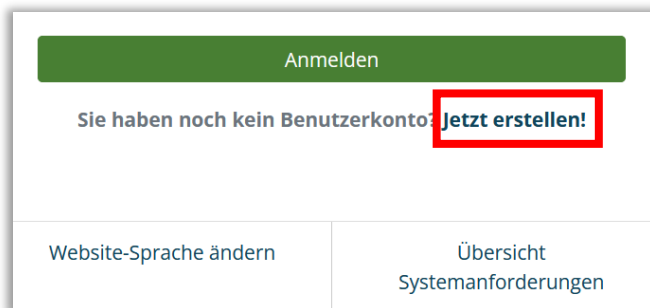 Anmelden
Sie haben noch kein Benutzerkonto? Jetzt erstellen!
Website-Sprache ändern
Übersicht
Systemanforderungen